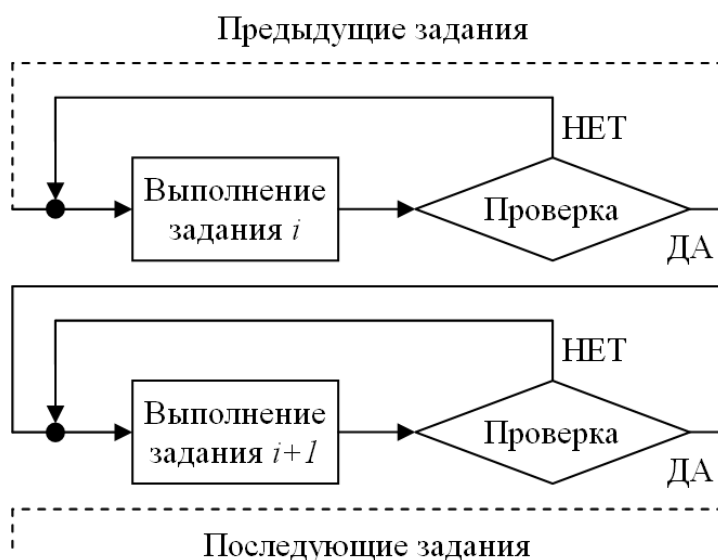 Предыдущие задания
НЕТ
Выполнение
задания i
Проверка
ДА
НЕТ
Выполнение
задания i+1
Проверка
ДА
Последующие задания